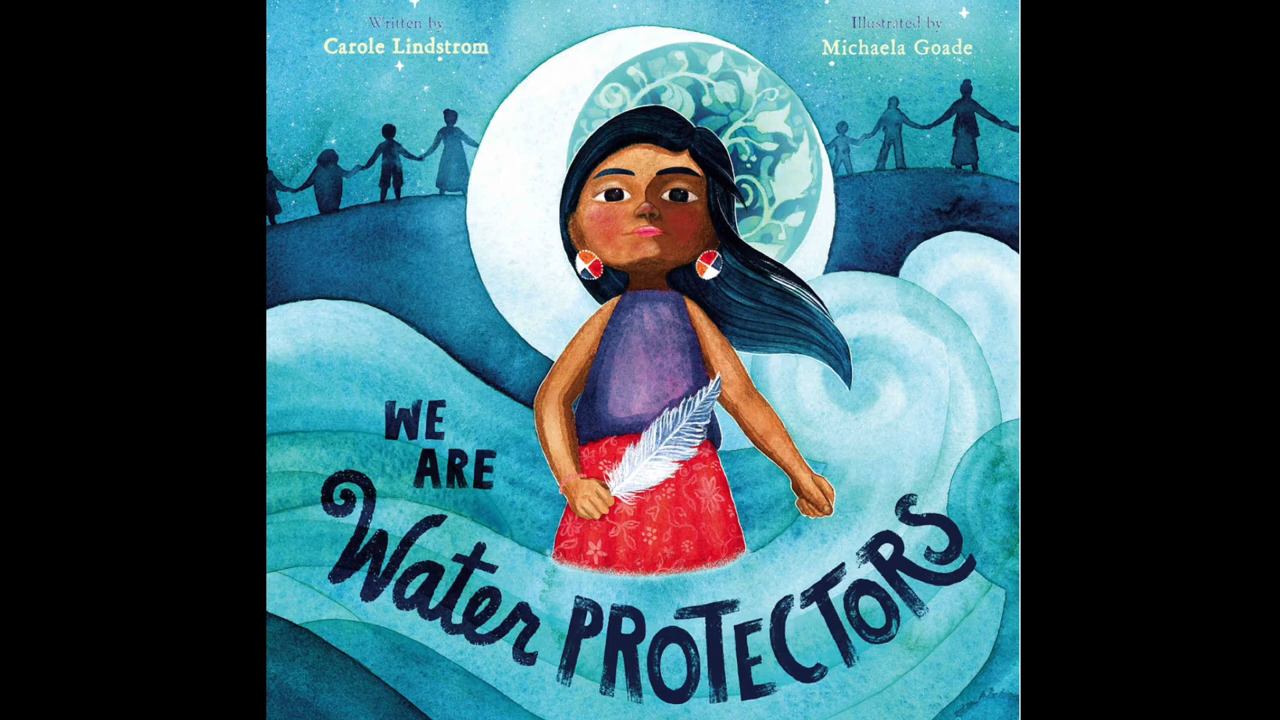 Written by
Carole Lindstrom
Illustrated by
Michaela Goade
WE
ARE
Water PROTECTORS